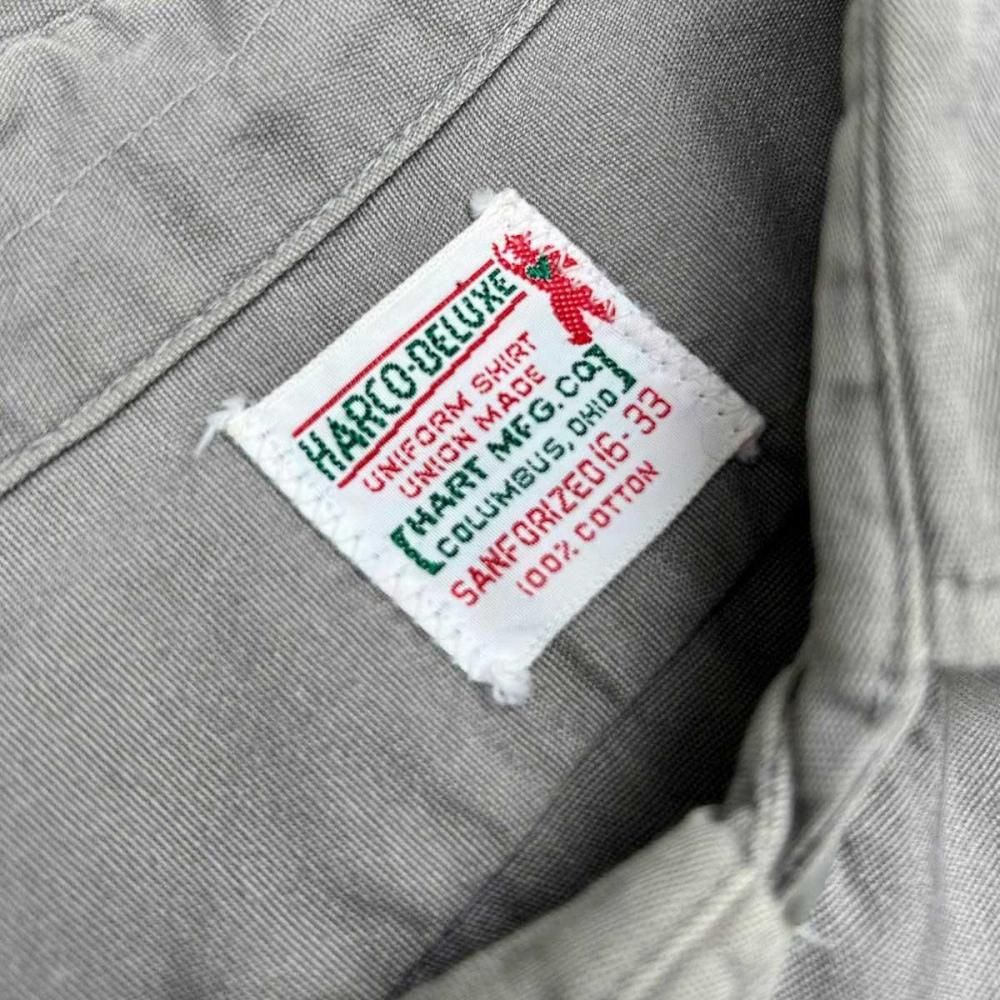 HARCO-DELUXE
UNIFORM SHIRT
UNION MADE
[HART MFG. CO.]
COLUMBUS, OHIO
SANFORIZED 16-33
100% COTTON